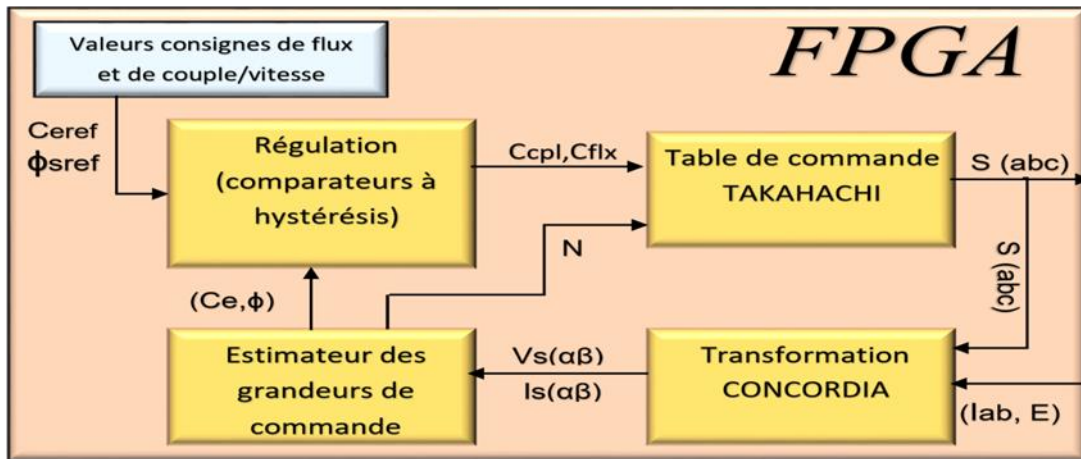 Valeurs consignes de flux
et de couple/vitesse
FPGA
Ceref
ϕsref
Régulation
(comparateurs à
hystérésis)
Ccpl,Cflx
Table de commande
TAKAHACHI
S (abc)
N
S (abc)
(Ce,ϕ)
Estimateur des
grandeurs de
commande
Vs(αβ)
Is(αβ)
Transformation
CONCORDIA
(Iab, E)